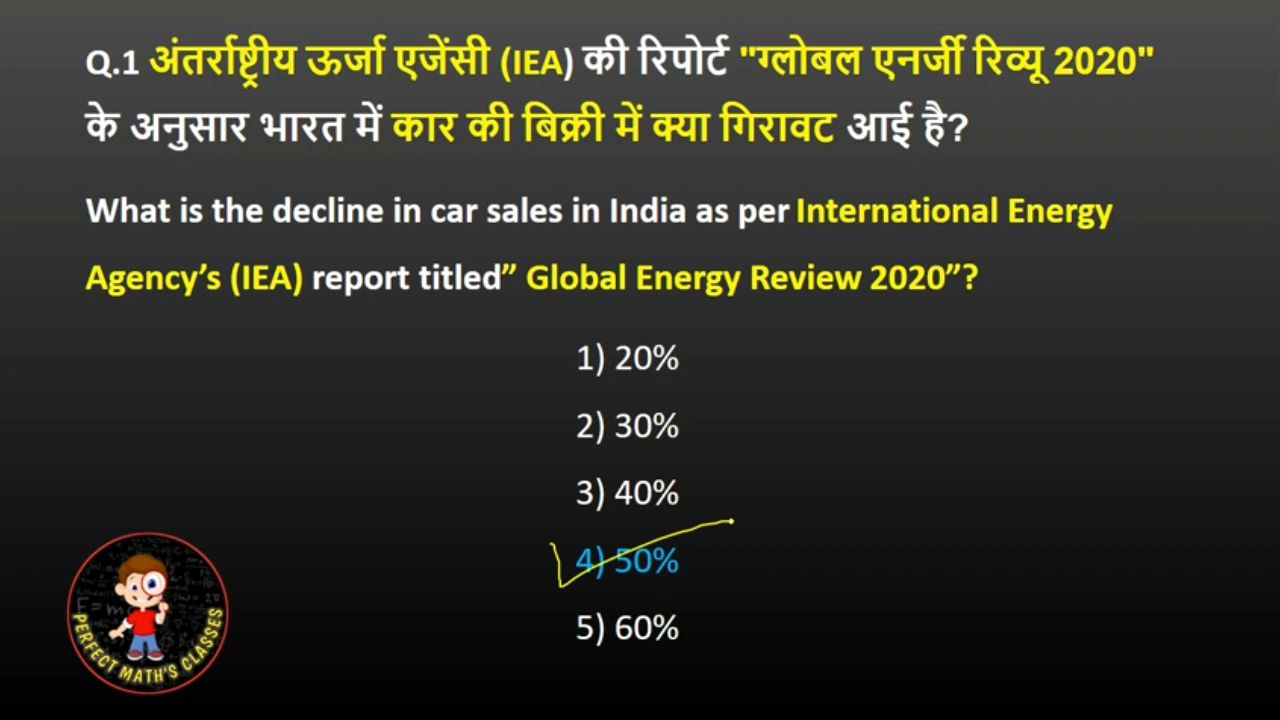 Q.1 अंतर्राष्ट्रीय ऊर्जा एजेंसी (IEA) की रिपोर्ट "ग्लोबल एनर्जी रिव्यू 2020"
के अनुसार भारत में कार की बिक्री में क्या गिरावट आई है?
What is the decline in car sales in India as per International Energy
Agency’s (IEA) report titled” Global Energy Review 2020”?
1) 20%
2) 30%
3) 40%
4) 50%
5) 60%
PERFECT MATH'S CLASSES